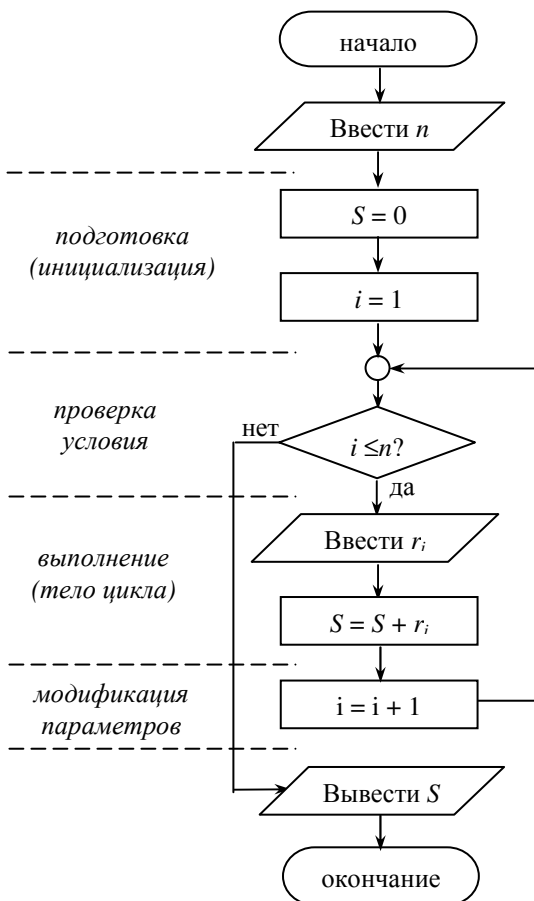 начало
Ввести n
S = 0
подготовка
(инициализация)
i = 1
проверка
условия
нет
i ≤n?
да
Ввести rᵢ
выполнение
(тело цикла)
S = S + rᵢ
модификация
параметров
i = i + 1
Вывести S
окончание